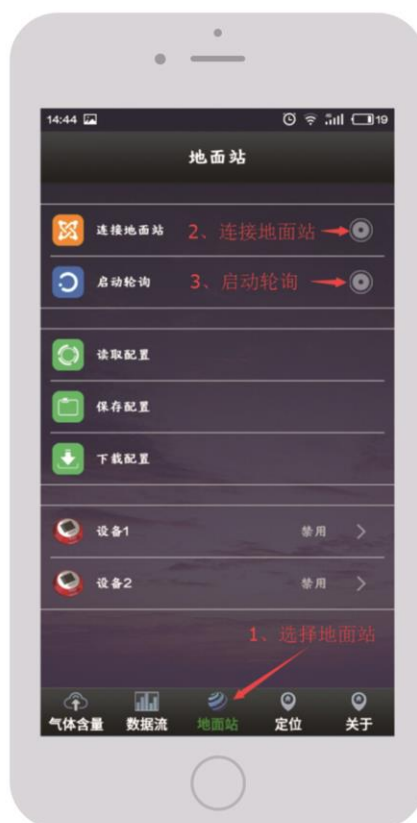 14:44 19
地面站
连接地面站 2、连接地面站
启动轮询 3、启动轮询
读取配置
保存配置
下载配置
设备1 禁用
设备2 禁用
1、选择地面站
气体含量 数据流 地面站 定位 关于